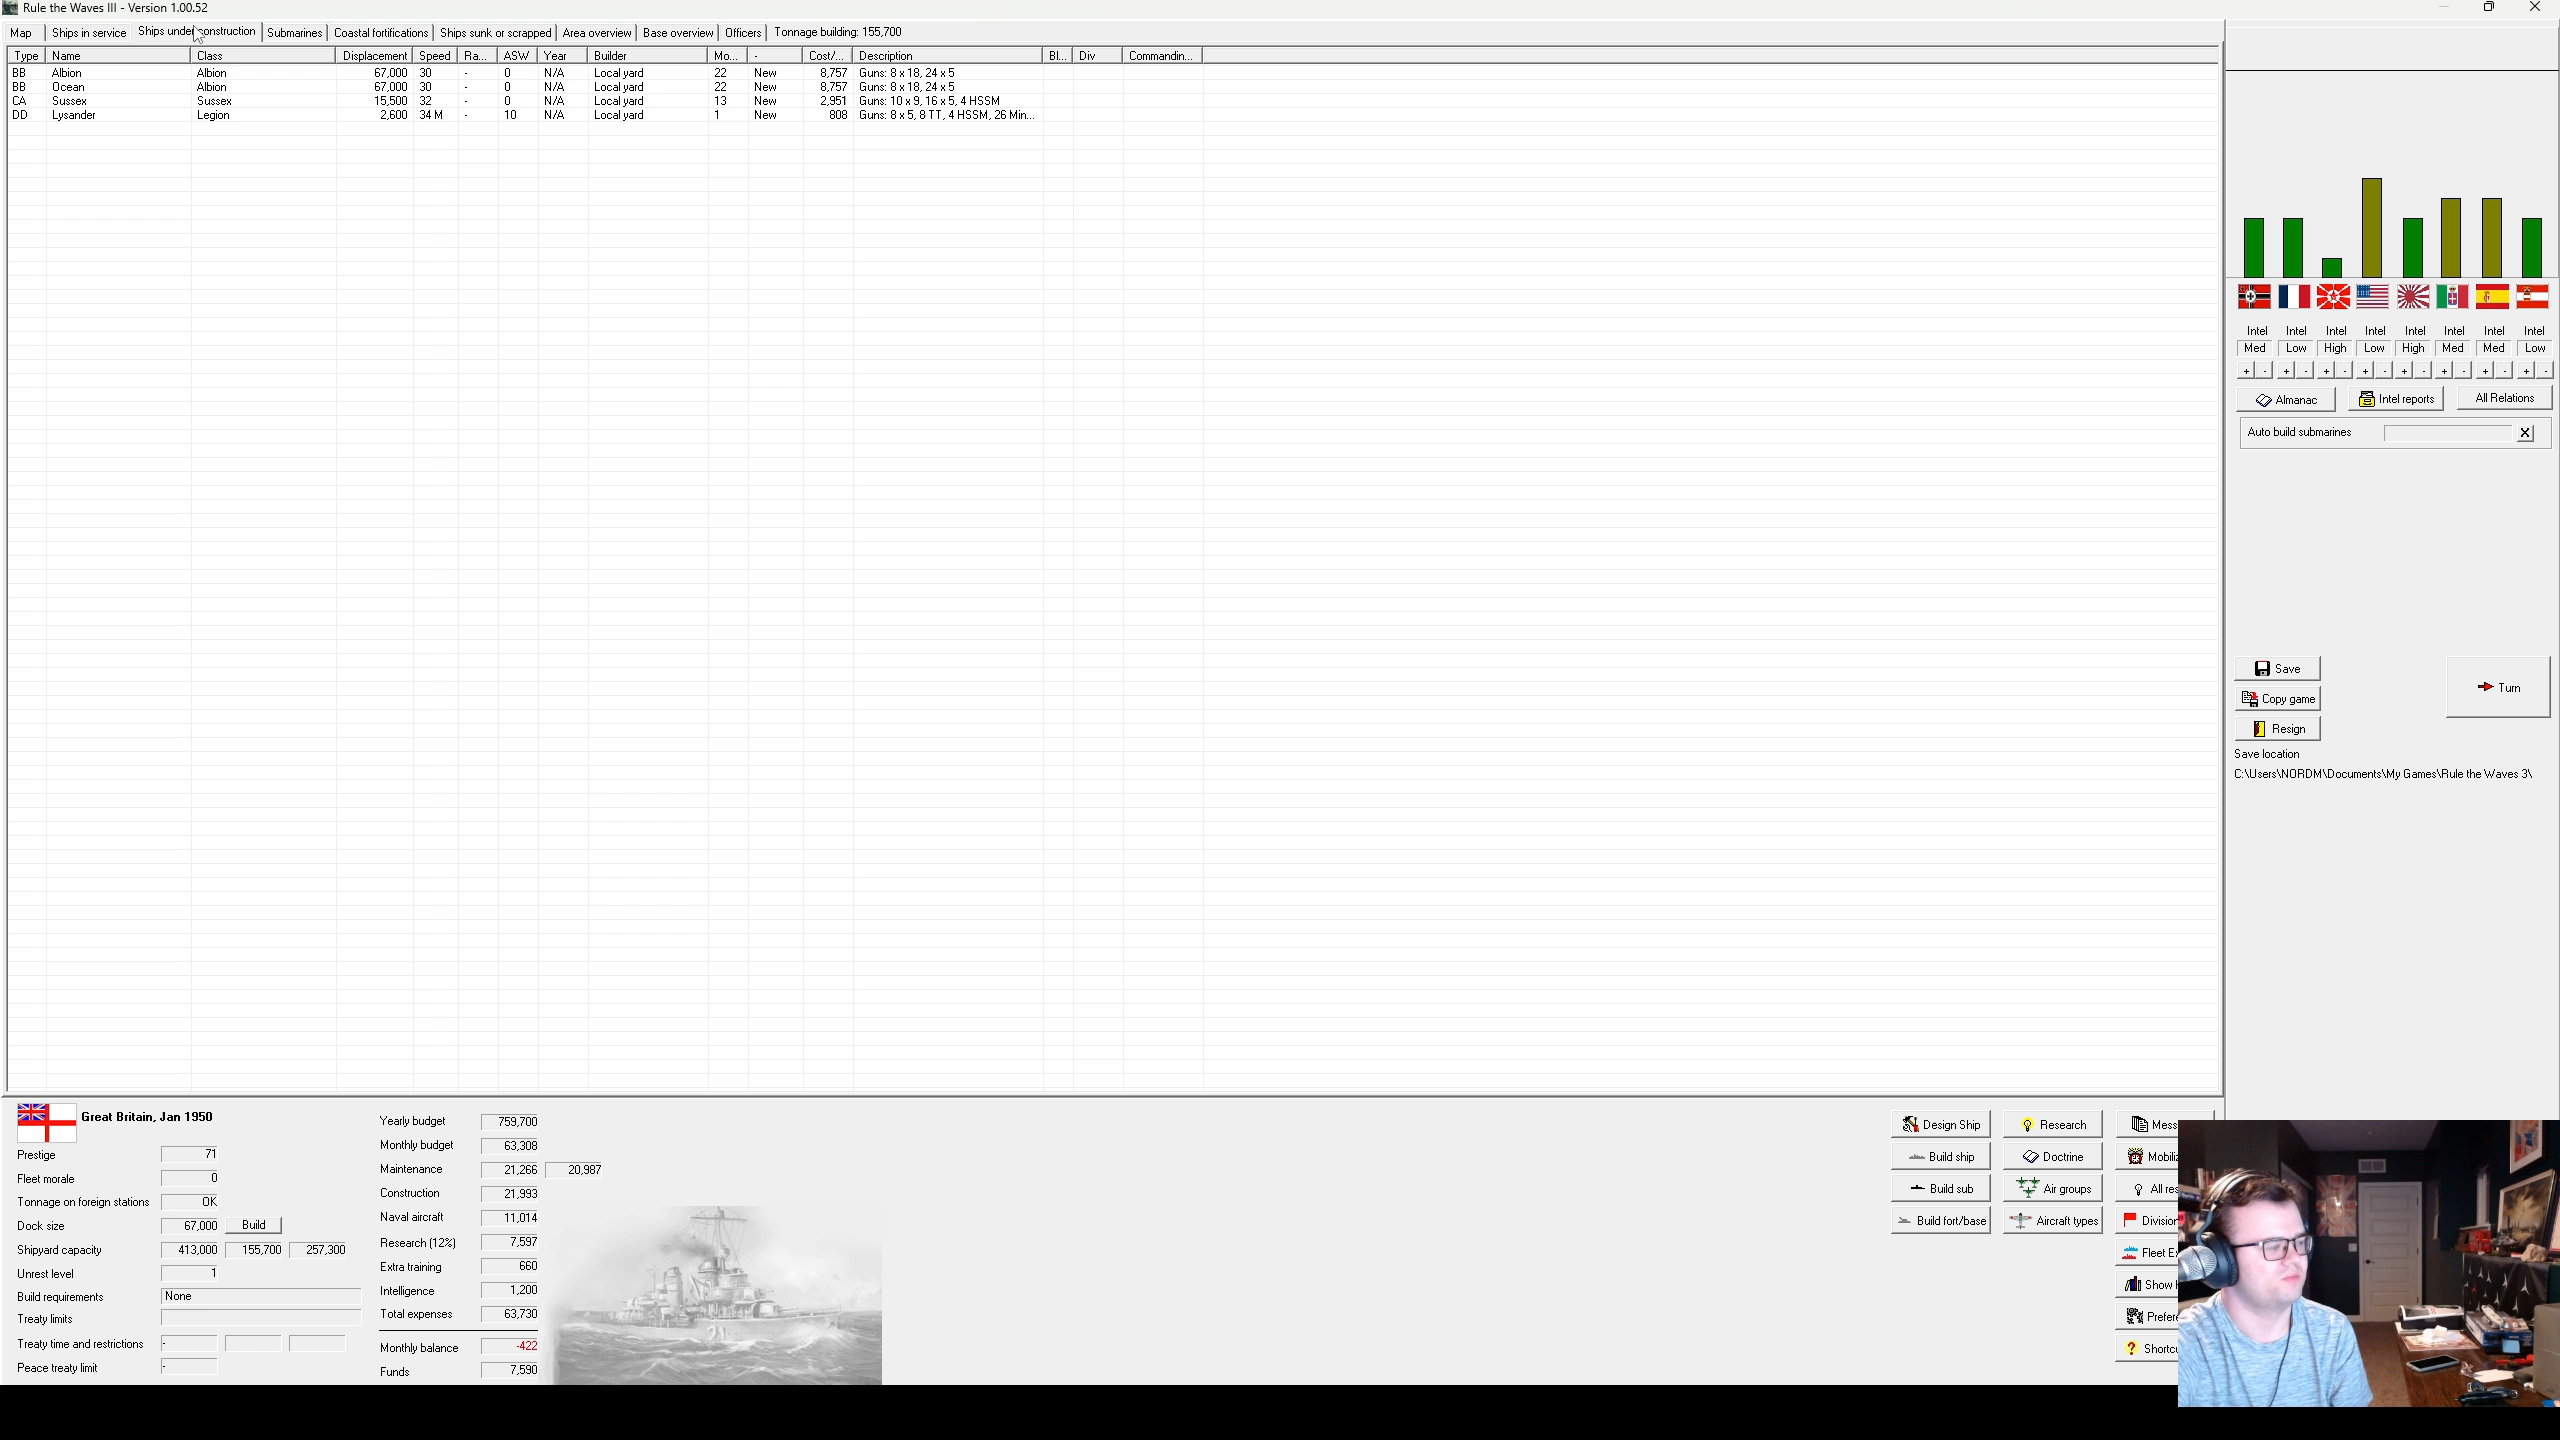 Rule the Waves III - Version 1.00.52
Map Ships in service Ships under construction Submarines Coastal fortifications Ships sunk or scrapped Area overview Base overview Officers Tonnage building: 155,700
Type Name Class Displacement Speed Ra... ASW Year Builder Mo... - Cost/... Description Bl... Div Commandin...
BB Albion Albion 67,000 30 - 0 N/A Local yard 22 New 8,757 Guns: 8 x 18, 24 x 5
BB Ocean Albion 67,000 30 - 0 N/A Local yard 22 New 8,757 Guns: 8 x 18, 24 x 5
CA Sussex Sussex 15,500 32 - 0 N/A Local yard 13 New 2,951 Guns: 10 x 9, 16 x 5, 4 HSSM
DD Lysander Legion 2,600 34 M - 10 N/A Local yard 1 New 808 Guns: 8 x 5, 8 TT, 4 HSSM, 26 Min...
Intel Intel Intel Intel Intel Intel Intel Intel
Med Low High Low High Med Med Low
+ - + - + - + - + - + - + - + -
Almanac Intel reports All Relations
Auto build submarines X
Save
Turn
Copy game
Resign
Save location
C:\Users\NORDM\Documents\My Games\Rule the Waves 3\
Great Britain, Jan 1950
Prestige 71
Fleet morale 0
Tonnage on foreign stations OK
Dock size 67,000 Build
Shipyard capacity 413,000 155,700 257,300
Unrest level 1
Build requirements None
Treaty limits
Treaty time and restrictions -
Peace treaty limit -
Yearly budget 759,700
Monthly budget 63,308
Maintenance 21,266 20,987
Construction 21,993
Naval aircraft 11,014
Research (12%) 7,597
Extra training 660
Intelligence 1,200
Total expenses 63,730
Monthly balance -422
Funds 7,590
Design Ship Research Mess
Build ship Doctrine Mobiliz
Build sub Air groups All res
Build fort/base Aircraft types Division
Fleet E
Show
Prefere
? Shortcu